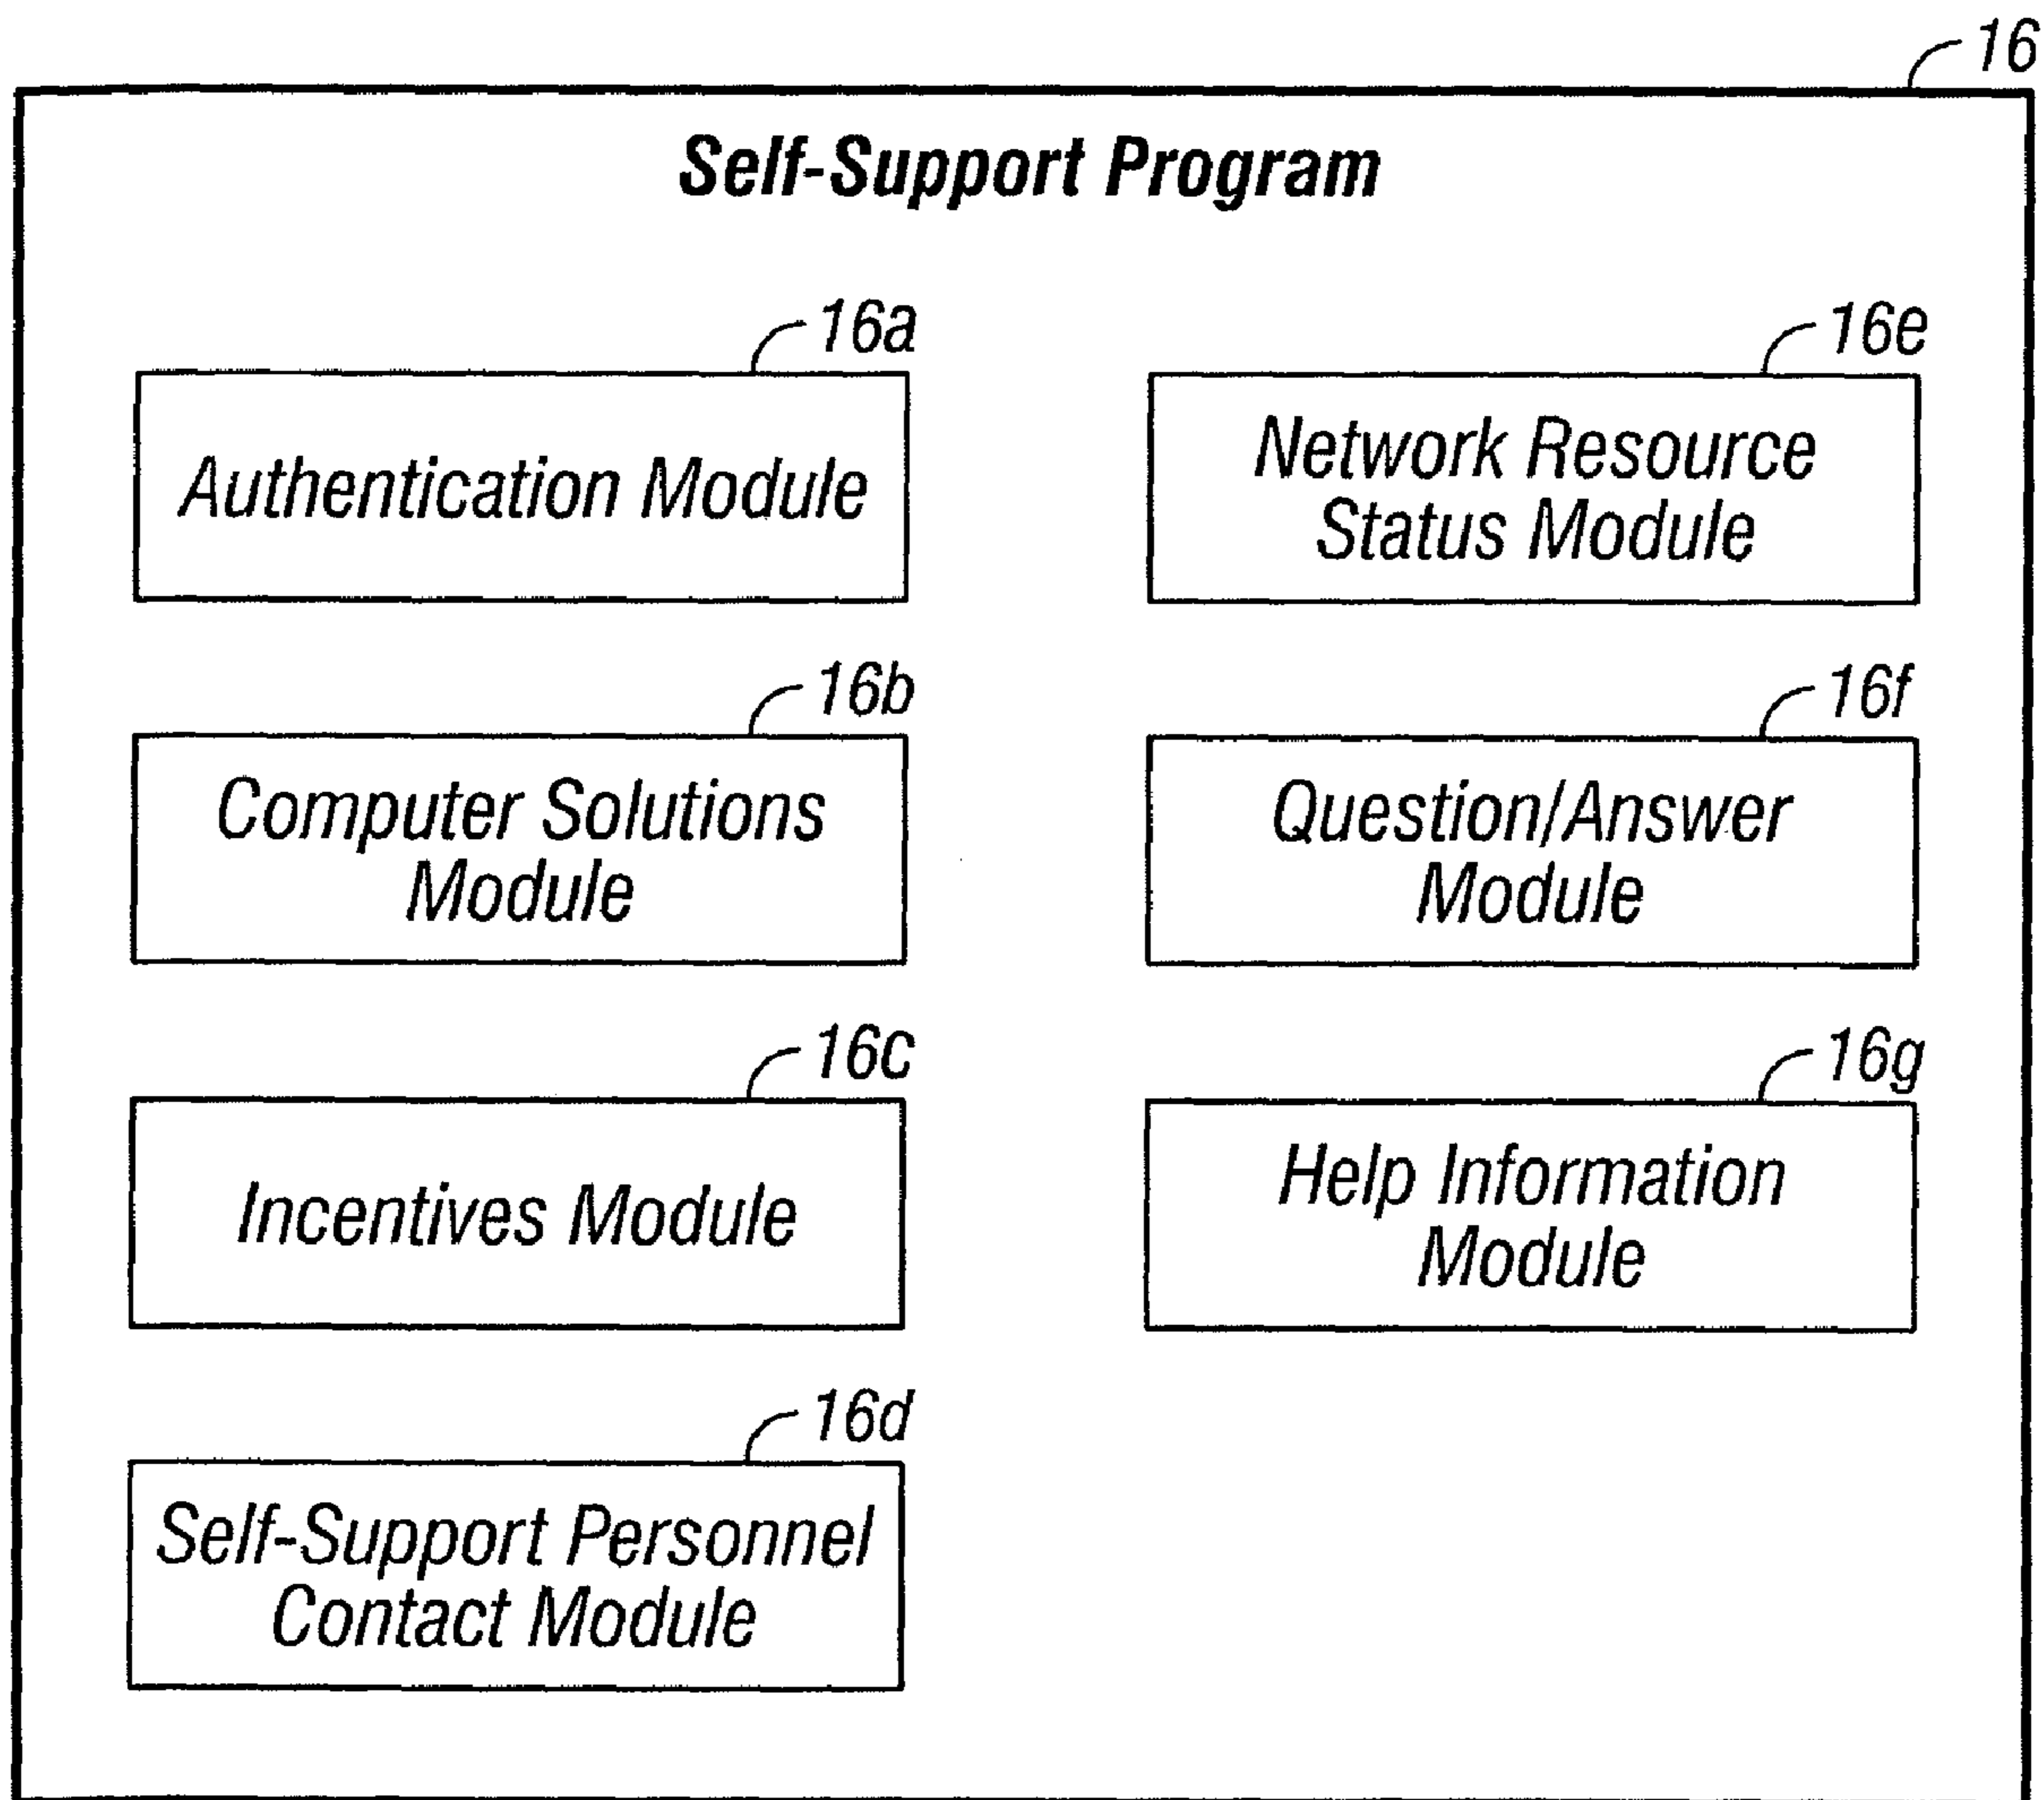 16
Self-Support Program
16a
Authentication Module
16b
Computer Solutions
Module
16c
Incentives Module
16d
Self-Support Personnel
Contact Module
16e
Network Resource
Status Module
16f
Question/Answer
Module
16g
Help Information
Module